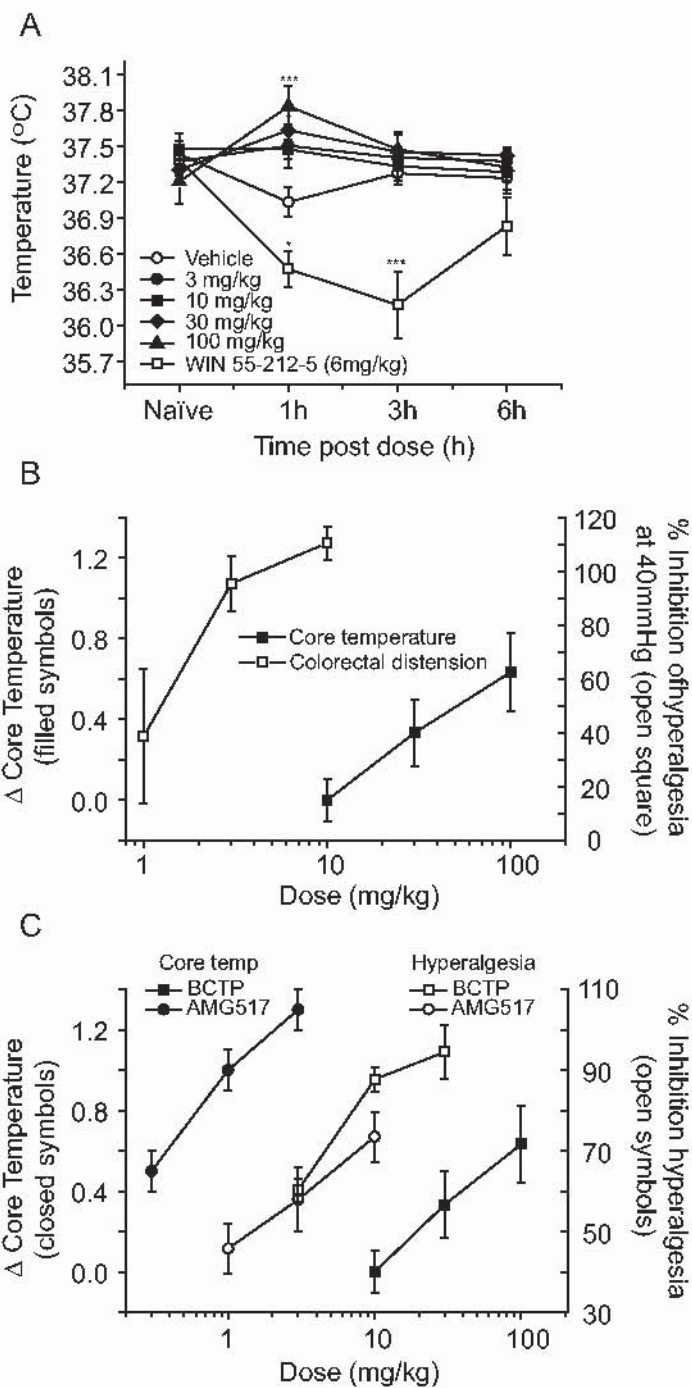 A
Temperature (°C)
38.1
37.8
37.5
37.2
36.9
36.6
36.3
36.0
35.7
***
*
***
Vehicle
3 mg/kg
10 mg/kg
30 mg/kg
100 mg/kg
WIN 55-212-5 (6mg/kg)
Naïve
1h
3h
6h
Time post dose (h)
B
Δ Core Temperature
(filled symbols)
1.2
0.8
0.4
0.0
Core temperature
Colorectal distension
120
100
80
60
40
20
0
% Inhibition ofhyperalgesia
at 40mmHg (open square)
1
10
100
Dose (mg/kg)
C
Δ Core Temperature
(closed symbols)
1.2
0.8
0.4
0.0
Core temp
BCTP
AMG517
Hyperalgesia
BCTP
AMG517
110
90
70
50
30
% Inhibition hyperalgesia
(open symbols)
1
10
100
Dose (mg/kg)